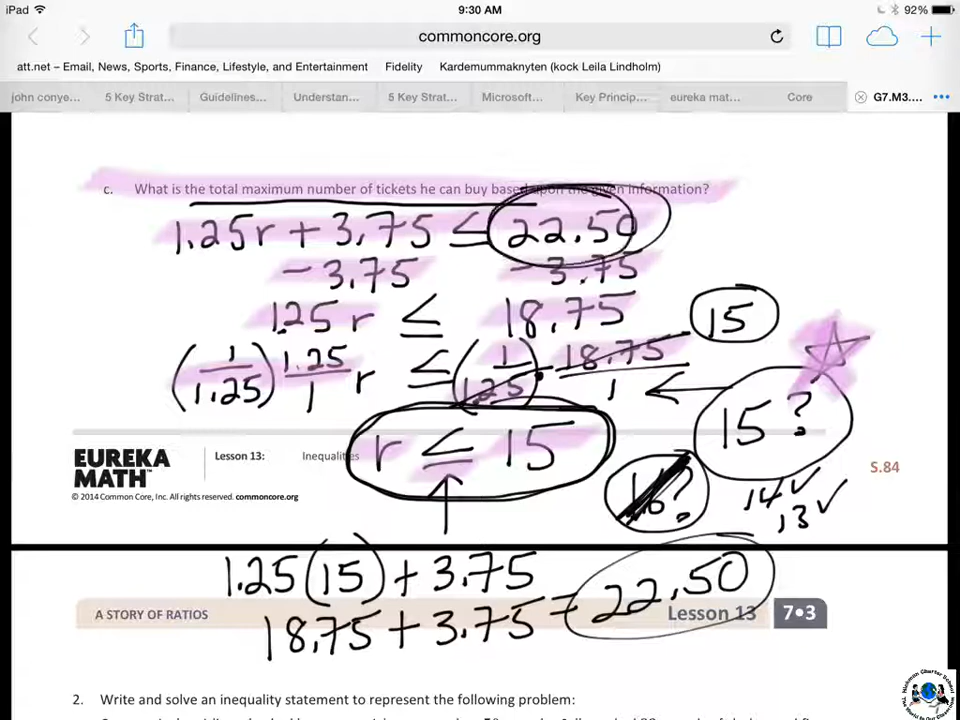 iPad 9:30 AM 92%
commoncore.org
att.net – Email, News, Sports, Finance, Lifestyle, and Entertainment Fidelity Kardemummaknyten (kock Leila Lindholm)
john conye... 5 Key Strat... Guidelines... Understan... 5 Key Strat... Microsoft... Key Princip... eureka mat... Core G7.M3....
c. What is the total maximum number of tickets he can buy based upon the given information?
1.25r + 3.75 ≤ 22.50
− 3.75 − 3.75
1.25 r ≤ 18.75
15
(1/1.25) 1.25/1 r ≤ (1/1.25) · 18.75/1
15?
r ≤ 15
16?
14 ✓
13 ✓
EUREKA
MATH™
Lesson 13: Inequalities
S.84
© 2014 Common Core, Inc. All rights reserved. commoncore.org
1.25(15) + 3.75
18.75 + 3.75 = 22.50
A STORY OF RATIOS Lesson 13 7•3
2. Write and solve an inequality statement to represent the following problem: